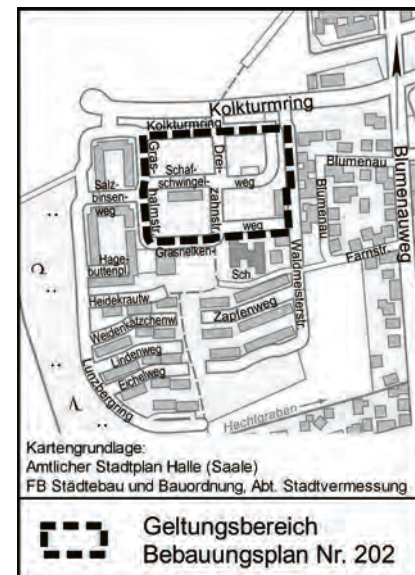 Kolkturmring
Kolkturmring
Blumenauweg
Gras-
nelkenstr.
Drei-
zahnstr.
Schaf-
schwingel-
weg
Blumenau
Blumenau
Salz-
binsen-
weg
weg
Grasnelken-
Hage-
buttenpl.
Sch.
Waldmeisterstr.
Farnstr.
Heidekrautw.
Weidenkätzchenw.
Zapfenweg
Lindenweg
Eichelweg
Lunzbergring
Hechtgraben
Kartengrundlage:
Amtlicher Stadtplan Halle (Saale)
FB Städtebau und Bauordnung, Abt. Stadtvermessung
Geltungsbereich
Bebauungsplan Nr. 202